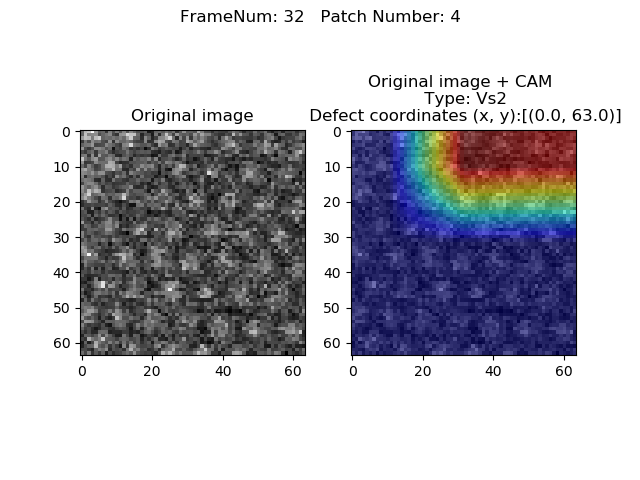 FrameNum: 32   Patch Number: 4
Original image
Original image + CAM
Type: Vs2
Defect coordinates (x, y):[(0.0, 63.0)]
0
10
20
30
40
50
60
0 20 40 60
0
10
20
30
40
50
60
0 20 40 60